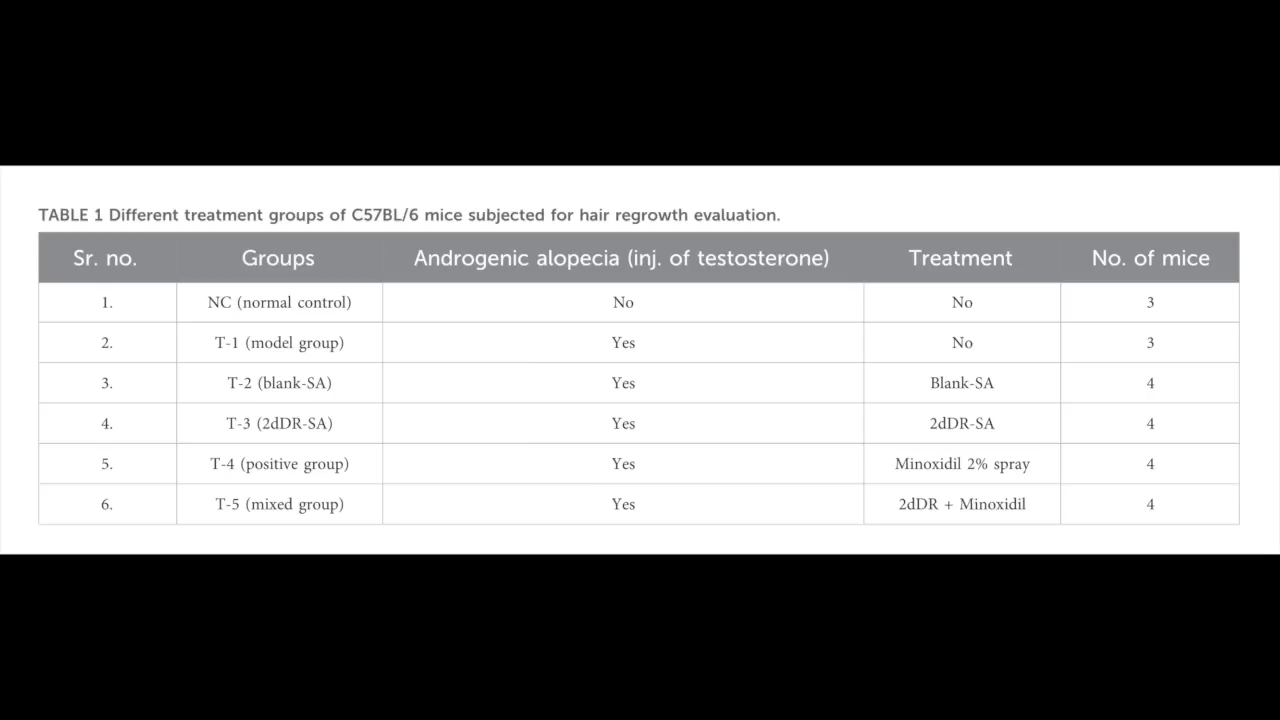 TABLE 1 Different treatment groups of C57BL/6 mice subjected for hair regrowth evaluation.
Sr. no. Groups Androgenic alopecia (inj. of testosterone) Treatment No. of mice
1. NC (normal control) No No 3
2. T-1 (model group) Yes No 3
3. T-2 (blank-SA) Yes Blank-SA 4
4. T-3 (2dDR-SA) Yes 2dDR-SA 4
5. T-4 (positive group) Yes Minoxidil 2% spray 4
6. T-5 (mixed group) Yes 2dDR + Minoxidil 4